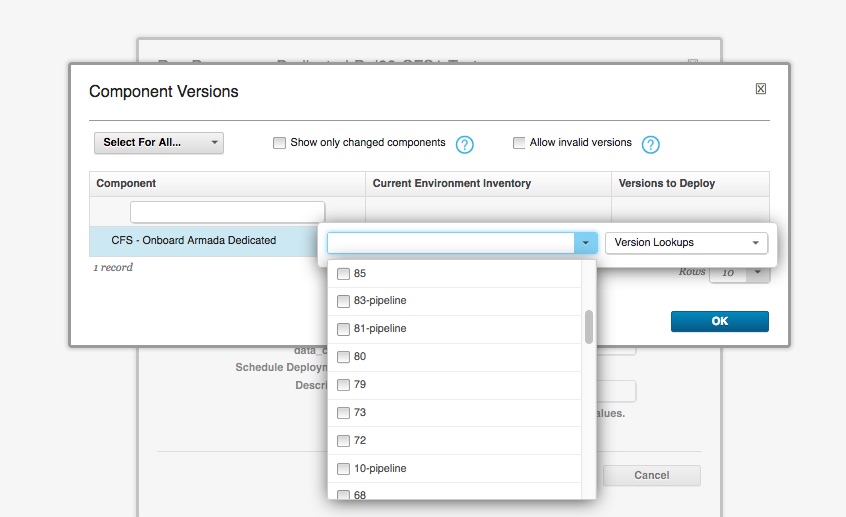 Component Versions
Select For All...
Show only changed components
?
Allow invalid versions
?
Component
Current Environment Inventory
Versions to Deploy
CFS - Onboard Armada Dedicated
Version Lookups
1 record
Rows
10
85
83-pipeline
81-pipeline
80
79
73
72
10-pipeline
68
OK
data_c
Schedule Deployn
Descri
alues.
Cancel